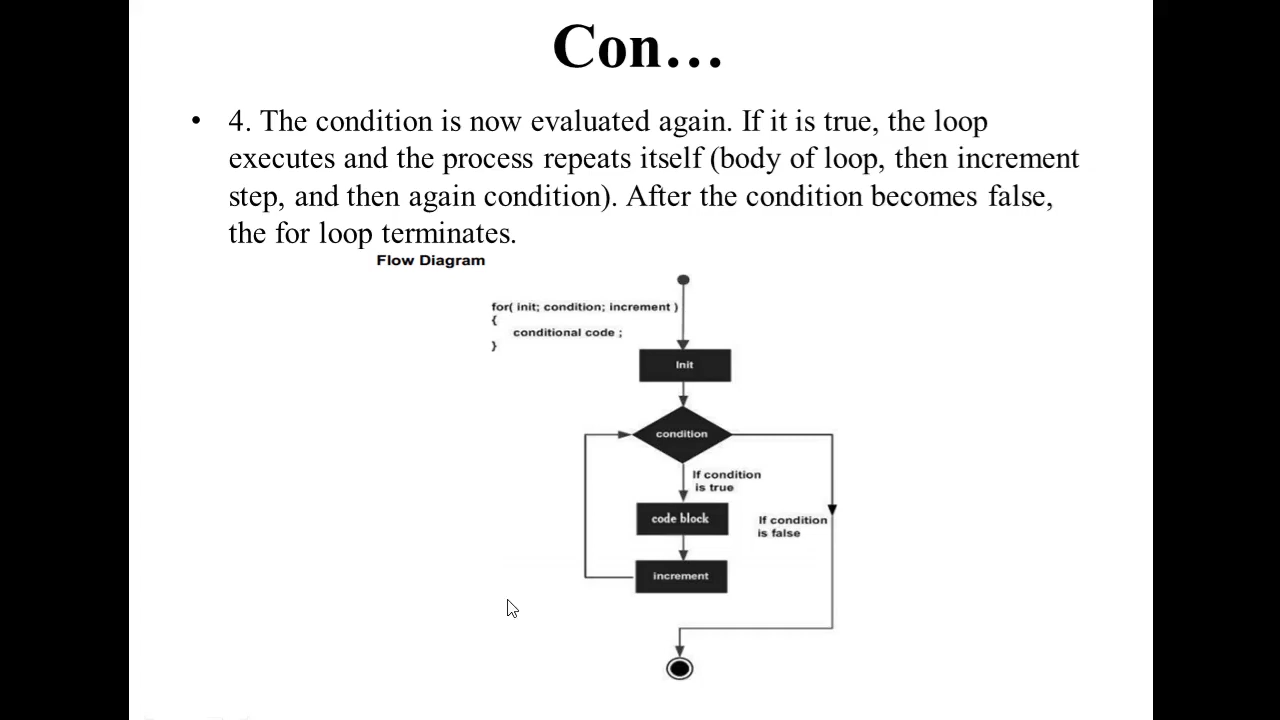 Con…
• 4. The condition is now evaluated again. If it is true, the loop
executes and the process repeats itself (body of loop, then increment
step, and then again condition). After the condition becomes false,
the for loop terminates.
Flow Diagram
for( init; condition; increment )
{
conditional code ;
}
Init
condition
If condition
is true
code block
If condition
is false
increment